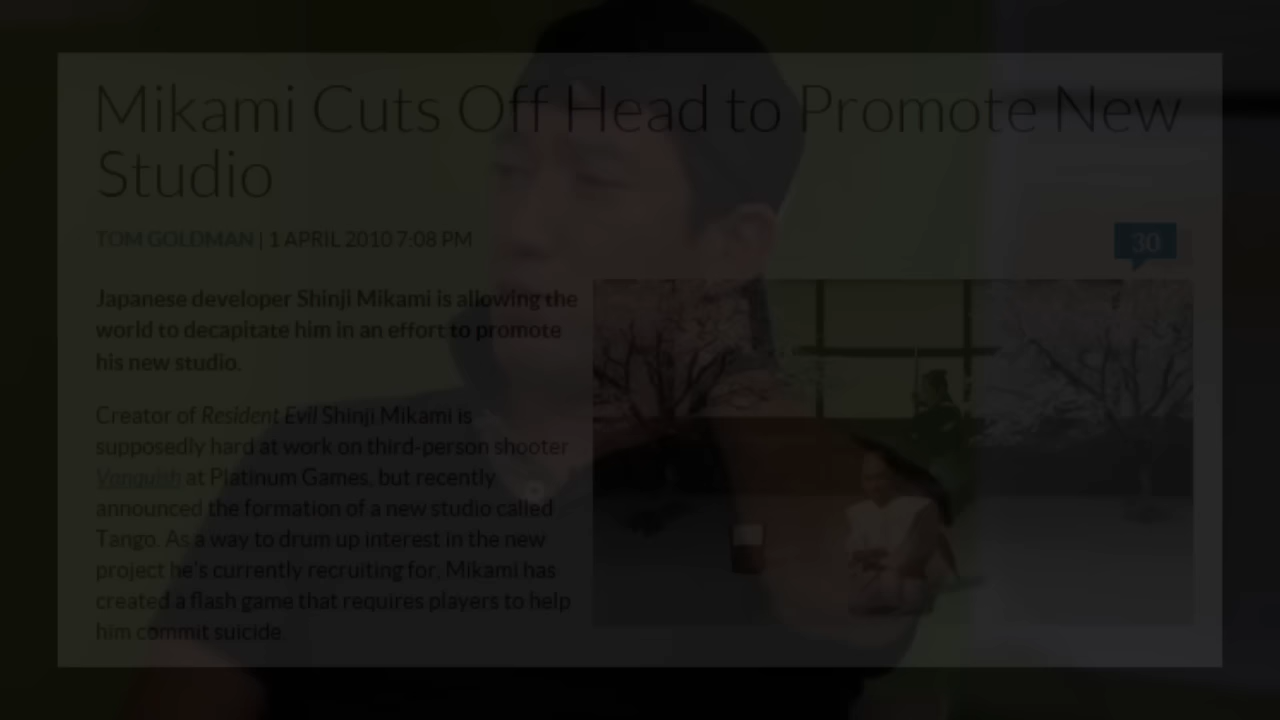 Mikami Cuts Off Head to Promote New
Studio
TOM GOLDMAN | 1 APRIL 2010 7:08 PM
30
Japanese developer Shinji Mikami is allowing the
world to decapitate him in an effort to promote
his new studio.
Creator of Resident Evil Shinji Mikami is
supposedly hard at work on third-person shooter
Vanquish at Platinum Games, but recently
announced the formation of a new studio called
Tango. As a way to drum up interest in the new
project he's currently recruiting for, Mikami has
created a flash game that requires players to help
him commit suicide.